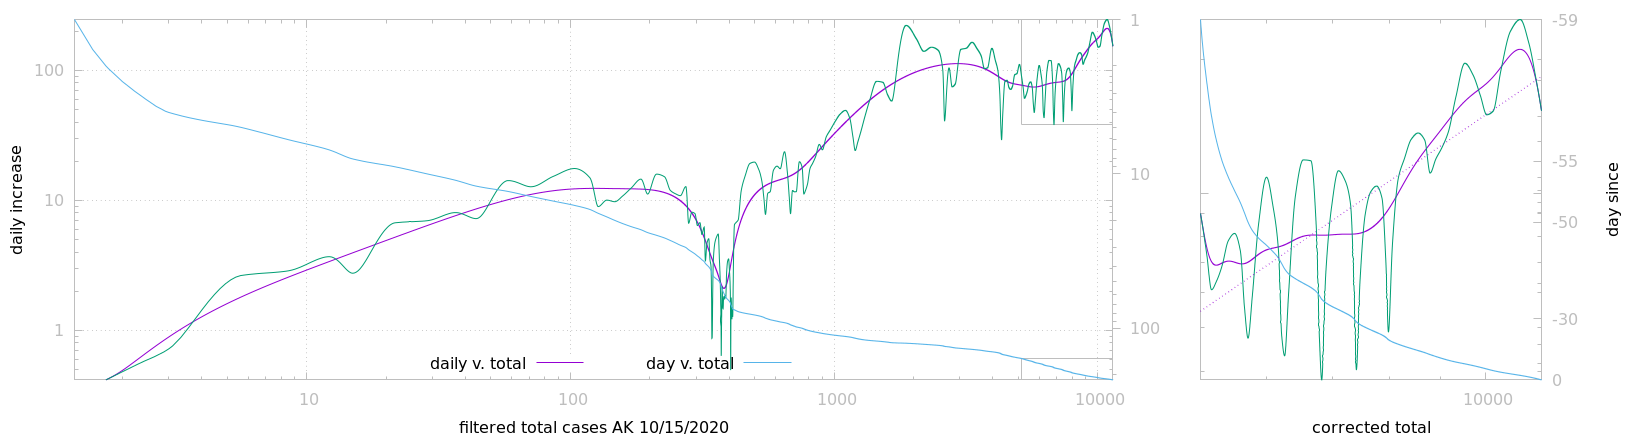 daily increase
100
10
1
10
100
1000
10000
1
10
100
daily v. total
day v. total
filtered total cases AK 10/15/2020
-59
-55
-50
-30
0
10000
day since
corrected total